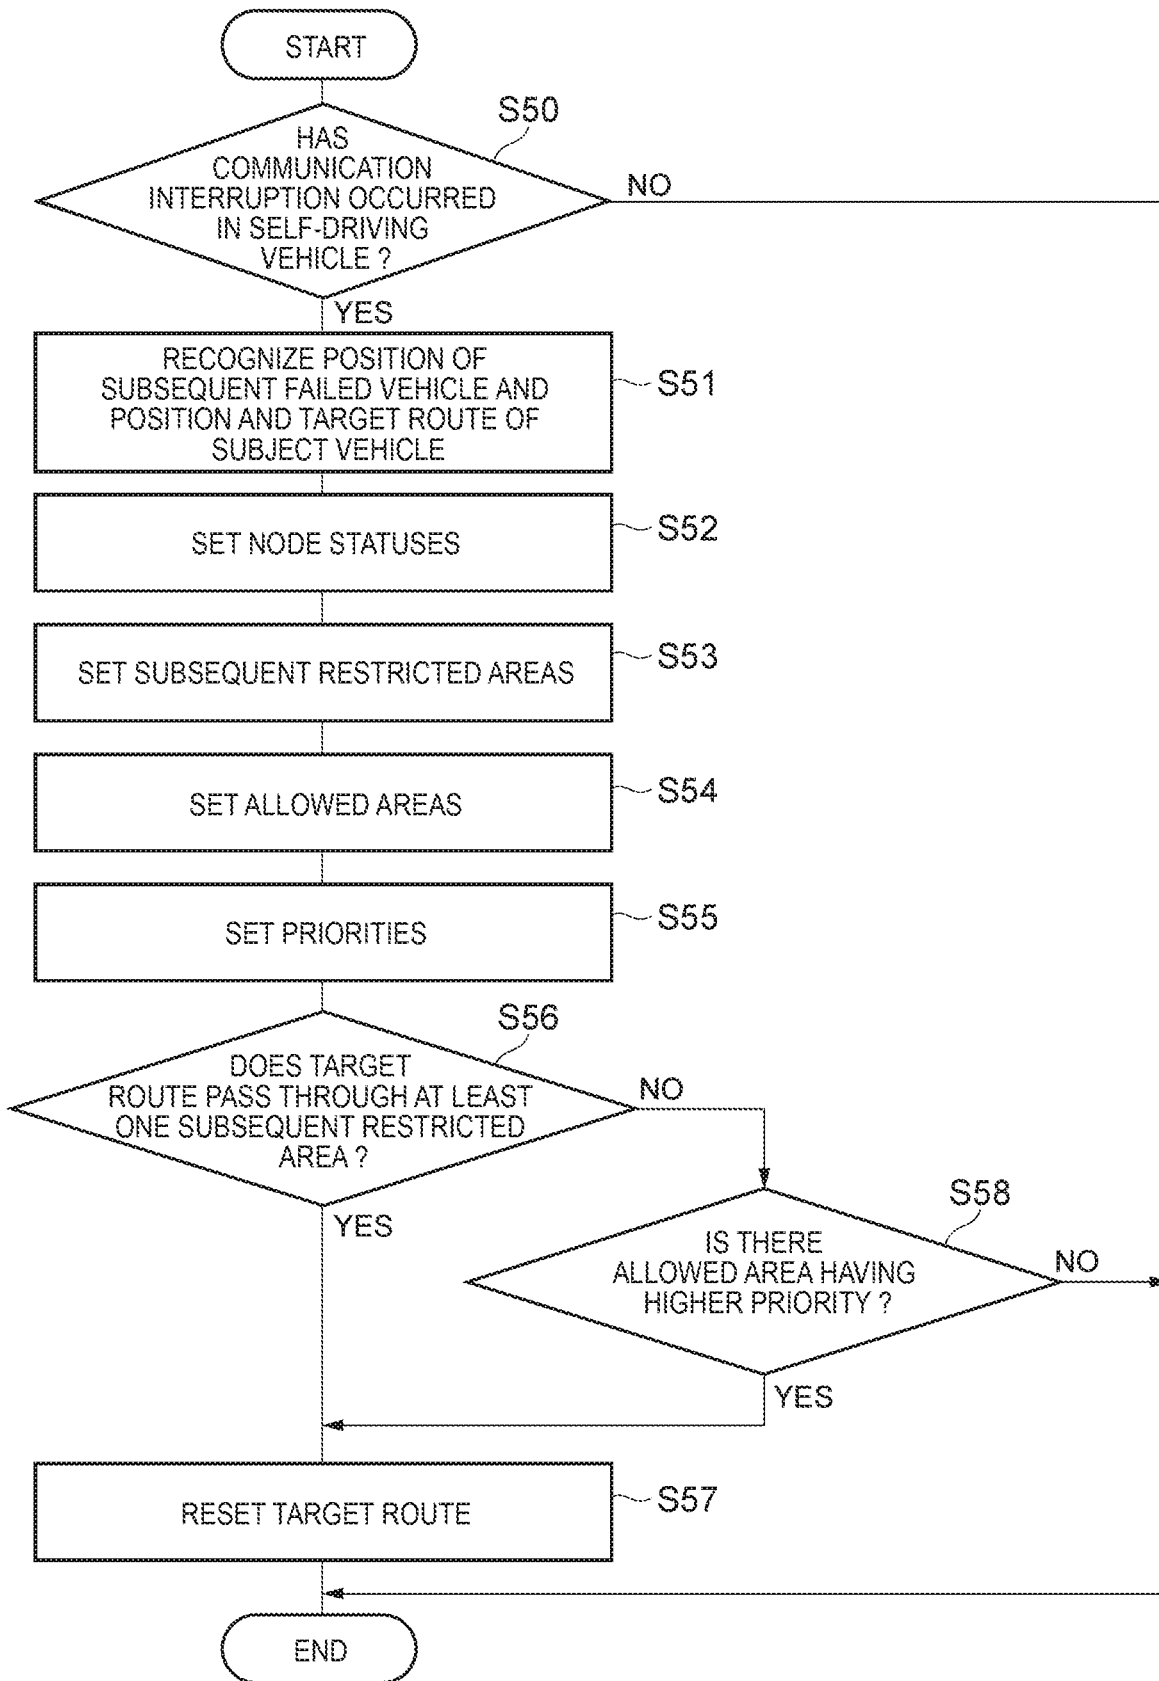 START
S50
HAS
COMMUNICATION
INTERRUPTION OCCURRED
IN SELF-DRIVING
VEHICLE ?
NO
YES
RECOGNIZE POSITION OF
SUBSEQUENT FAILED VEHICLE AND
POSITION AND TARGET ROUTE OF
SUBJECT VEHICLE
S51
SET NODE STATUSES
S52
SET SUBSEQUENT RESTRICTED AREAS
S53
SET ALLOWED AREAS
S54
SET PRIORITIES
S55
S56
DOES TARGET
ROUTE PASS THROUGH AT LEAST
ONE SUBSEQUENT RESTRICTED
AREA ?
NO
YES
S58
IS THERE
ALLOWED AREA HAVING
HIGHER PRIORITY ?
NO
YES
RESET TARGET ROUTE
S57
END